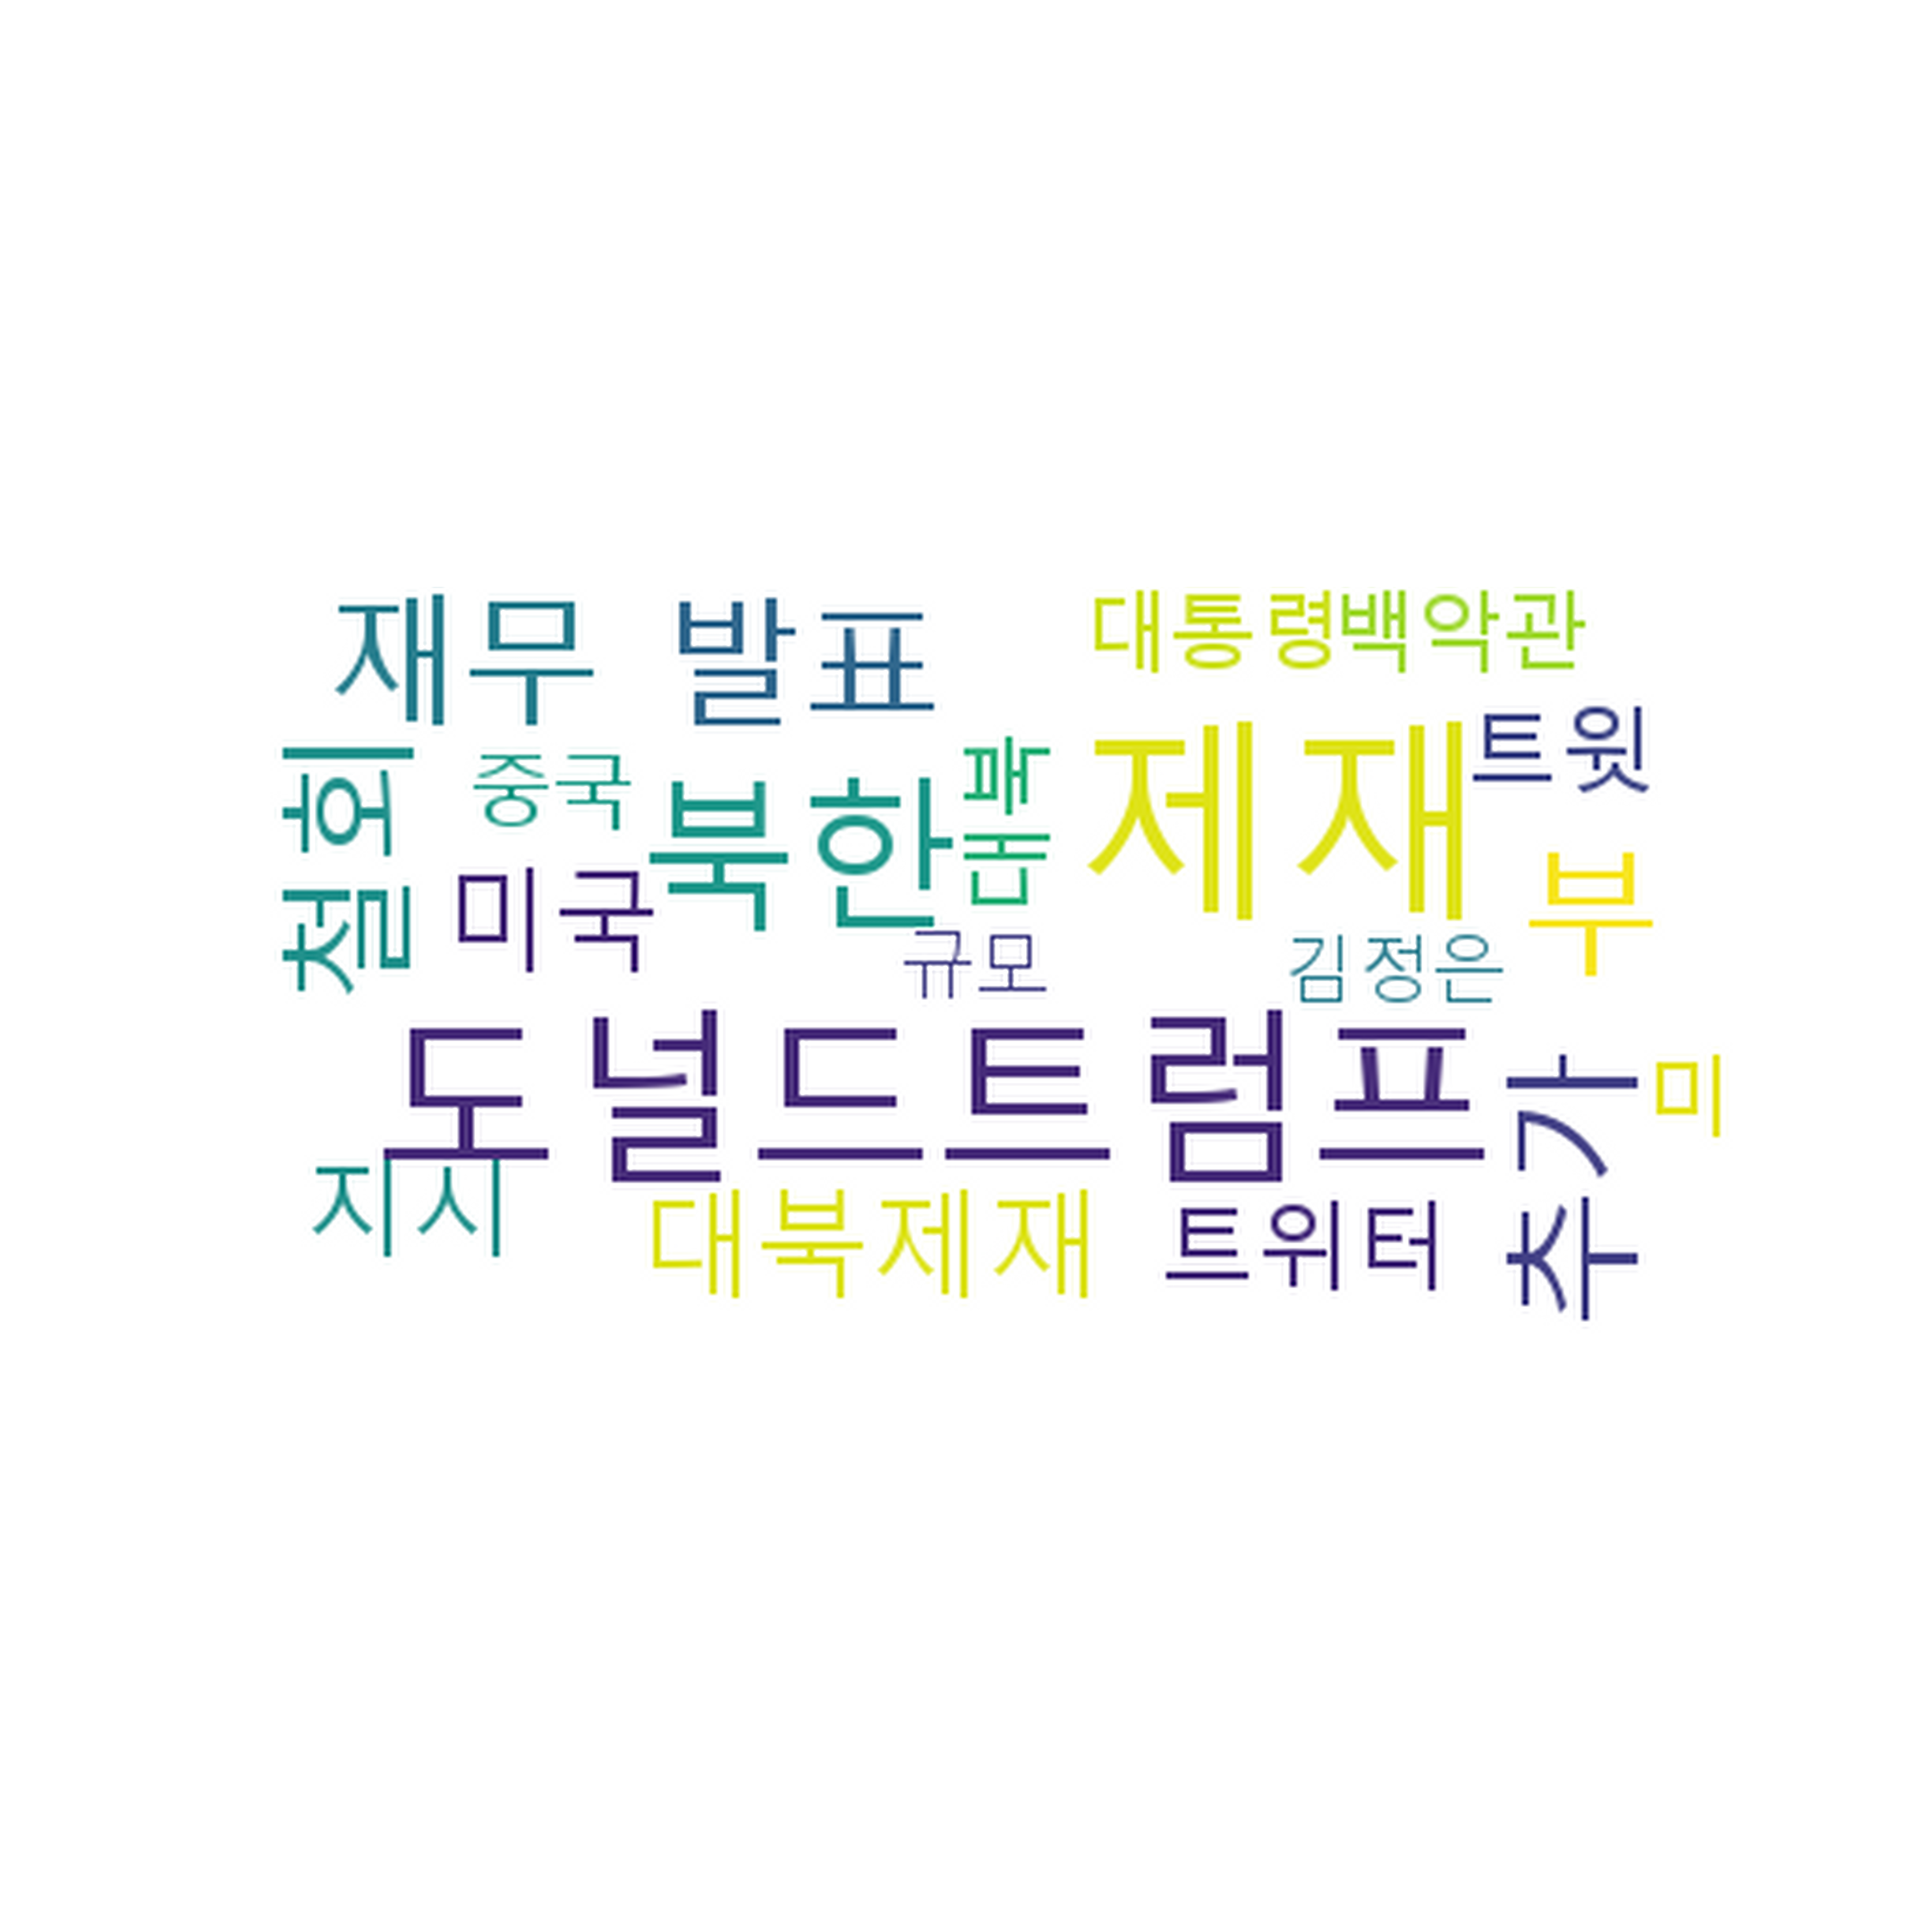 재무 발표 대통령 백악관
트윗
철회 중국 북한 대북 제재
미국 부
규모 김정은
도널드트럼프 추가 미
지시 대북제재 트위터